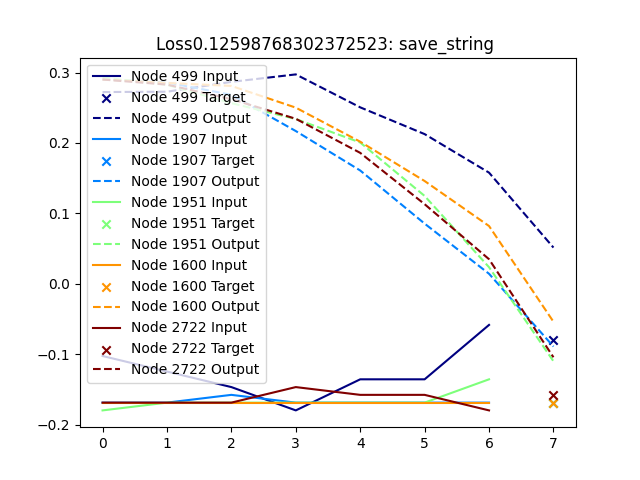 Loss0.12598768302372523: save_string
0.3
0.2
0.1
0.0
−0.1
−0.2
Node 499 Input
Node 499 Target
Node 499 Output
Node 1907 Input
Node 1907 Target
Node 1907 Output
Node 1951 Input
Node 1951 Target
Node 1951 Output
Node 1600 Input
Node 1600 Target
Node 1600 Output
Node 2722 Input
Node 2722 Target
Node 2722 Output
0 1 2 3 4 5 6 7